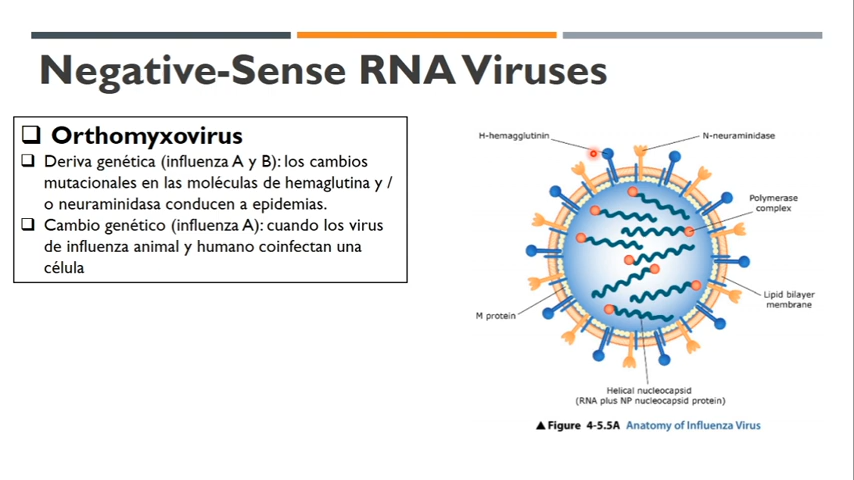 Negative-Sense RNA Viruses
Orthomyxovirus
Deriva genética (influenza A y B): los cambios
mutacionales en las moléculas de hemaglutina y /
o neuraminidasa conducen a epidemias.
Cambio genético (influenza A): cuando los virus
de influenza animal y humano coinfectan una
célula
H-hemagglutinin
N-neuraminidase
Polymerase
complex
Lipid bilayer
membrane
M protein
Helical nucleocapsid
(RNA plus NP nucleocapsid protein)
▲ Figure 4-5.5A Anatomy of Influenza Virus